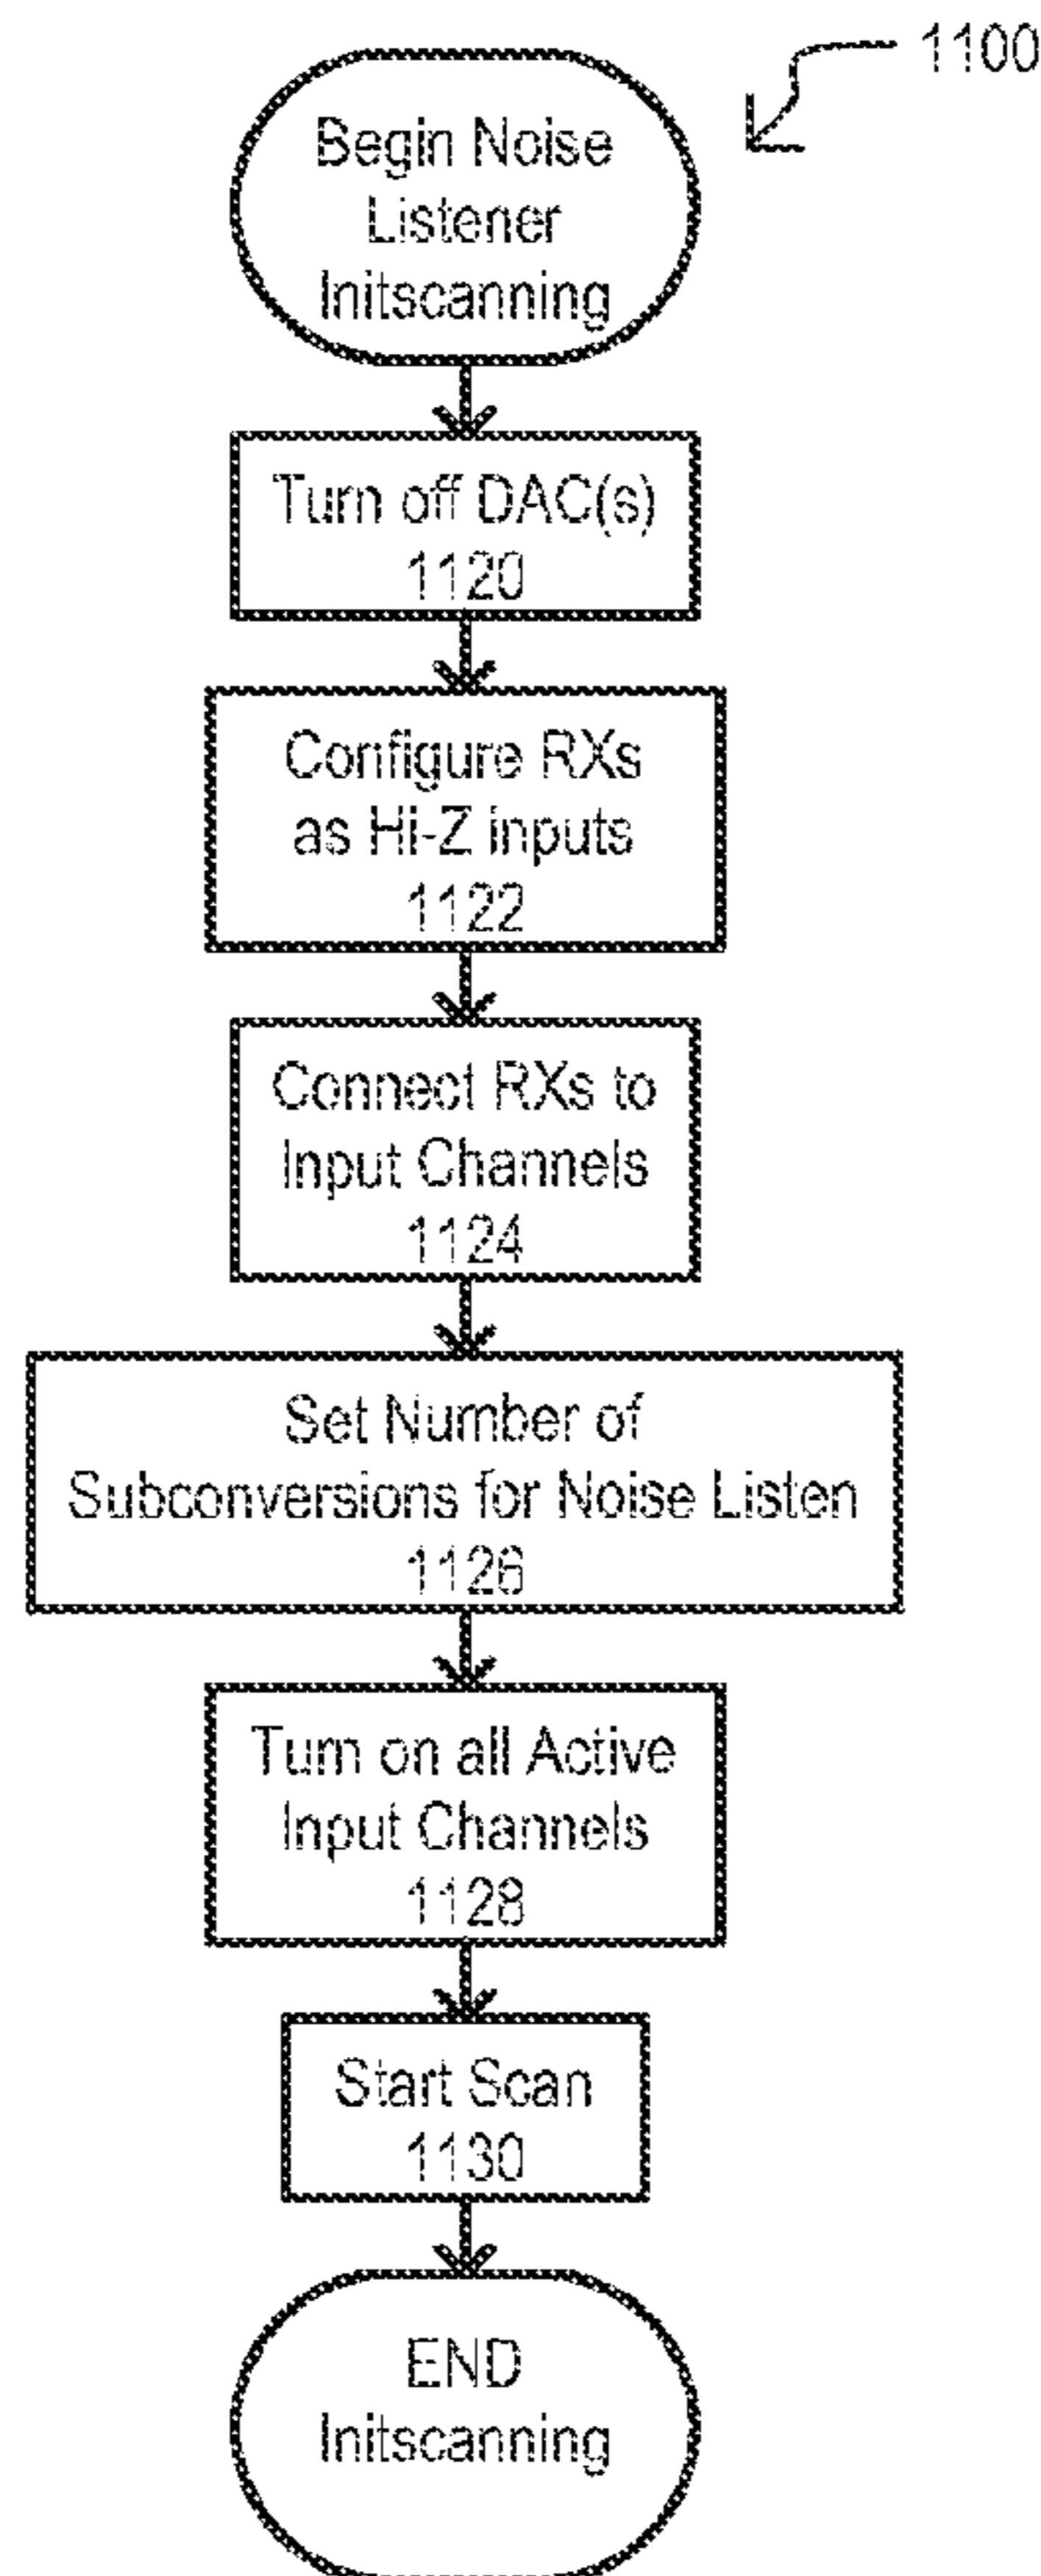 1100
Begin Noise
Listener
Initscanning
Turn off DAC(s)
1120
Configure RXs
as Hi-Z inputs
1122
Connect RXs to
Input Channels
1124
Set Number of
Subconversions for Noise Listen
1126
Turn on all Active
Input Channels
1128
Start Scan
1130
END
Initscanning